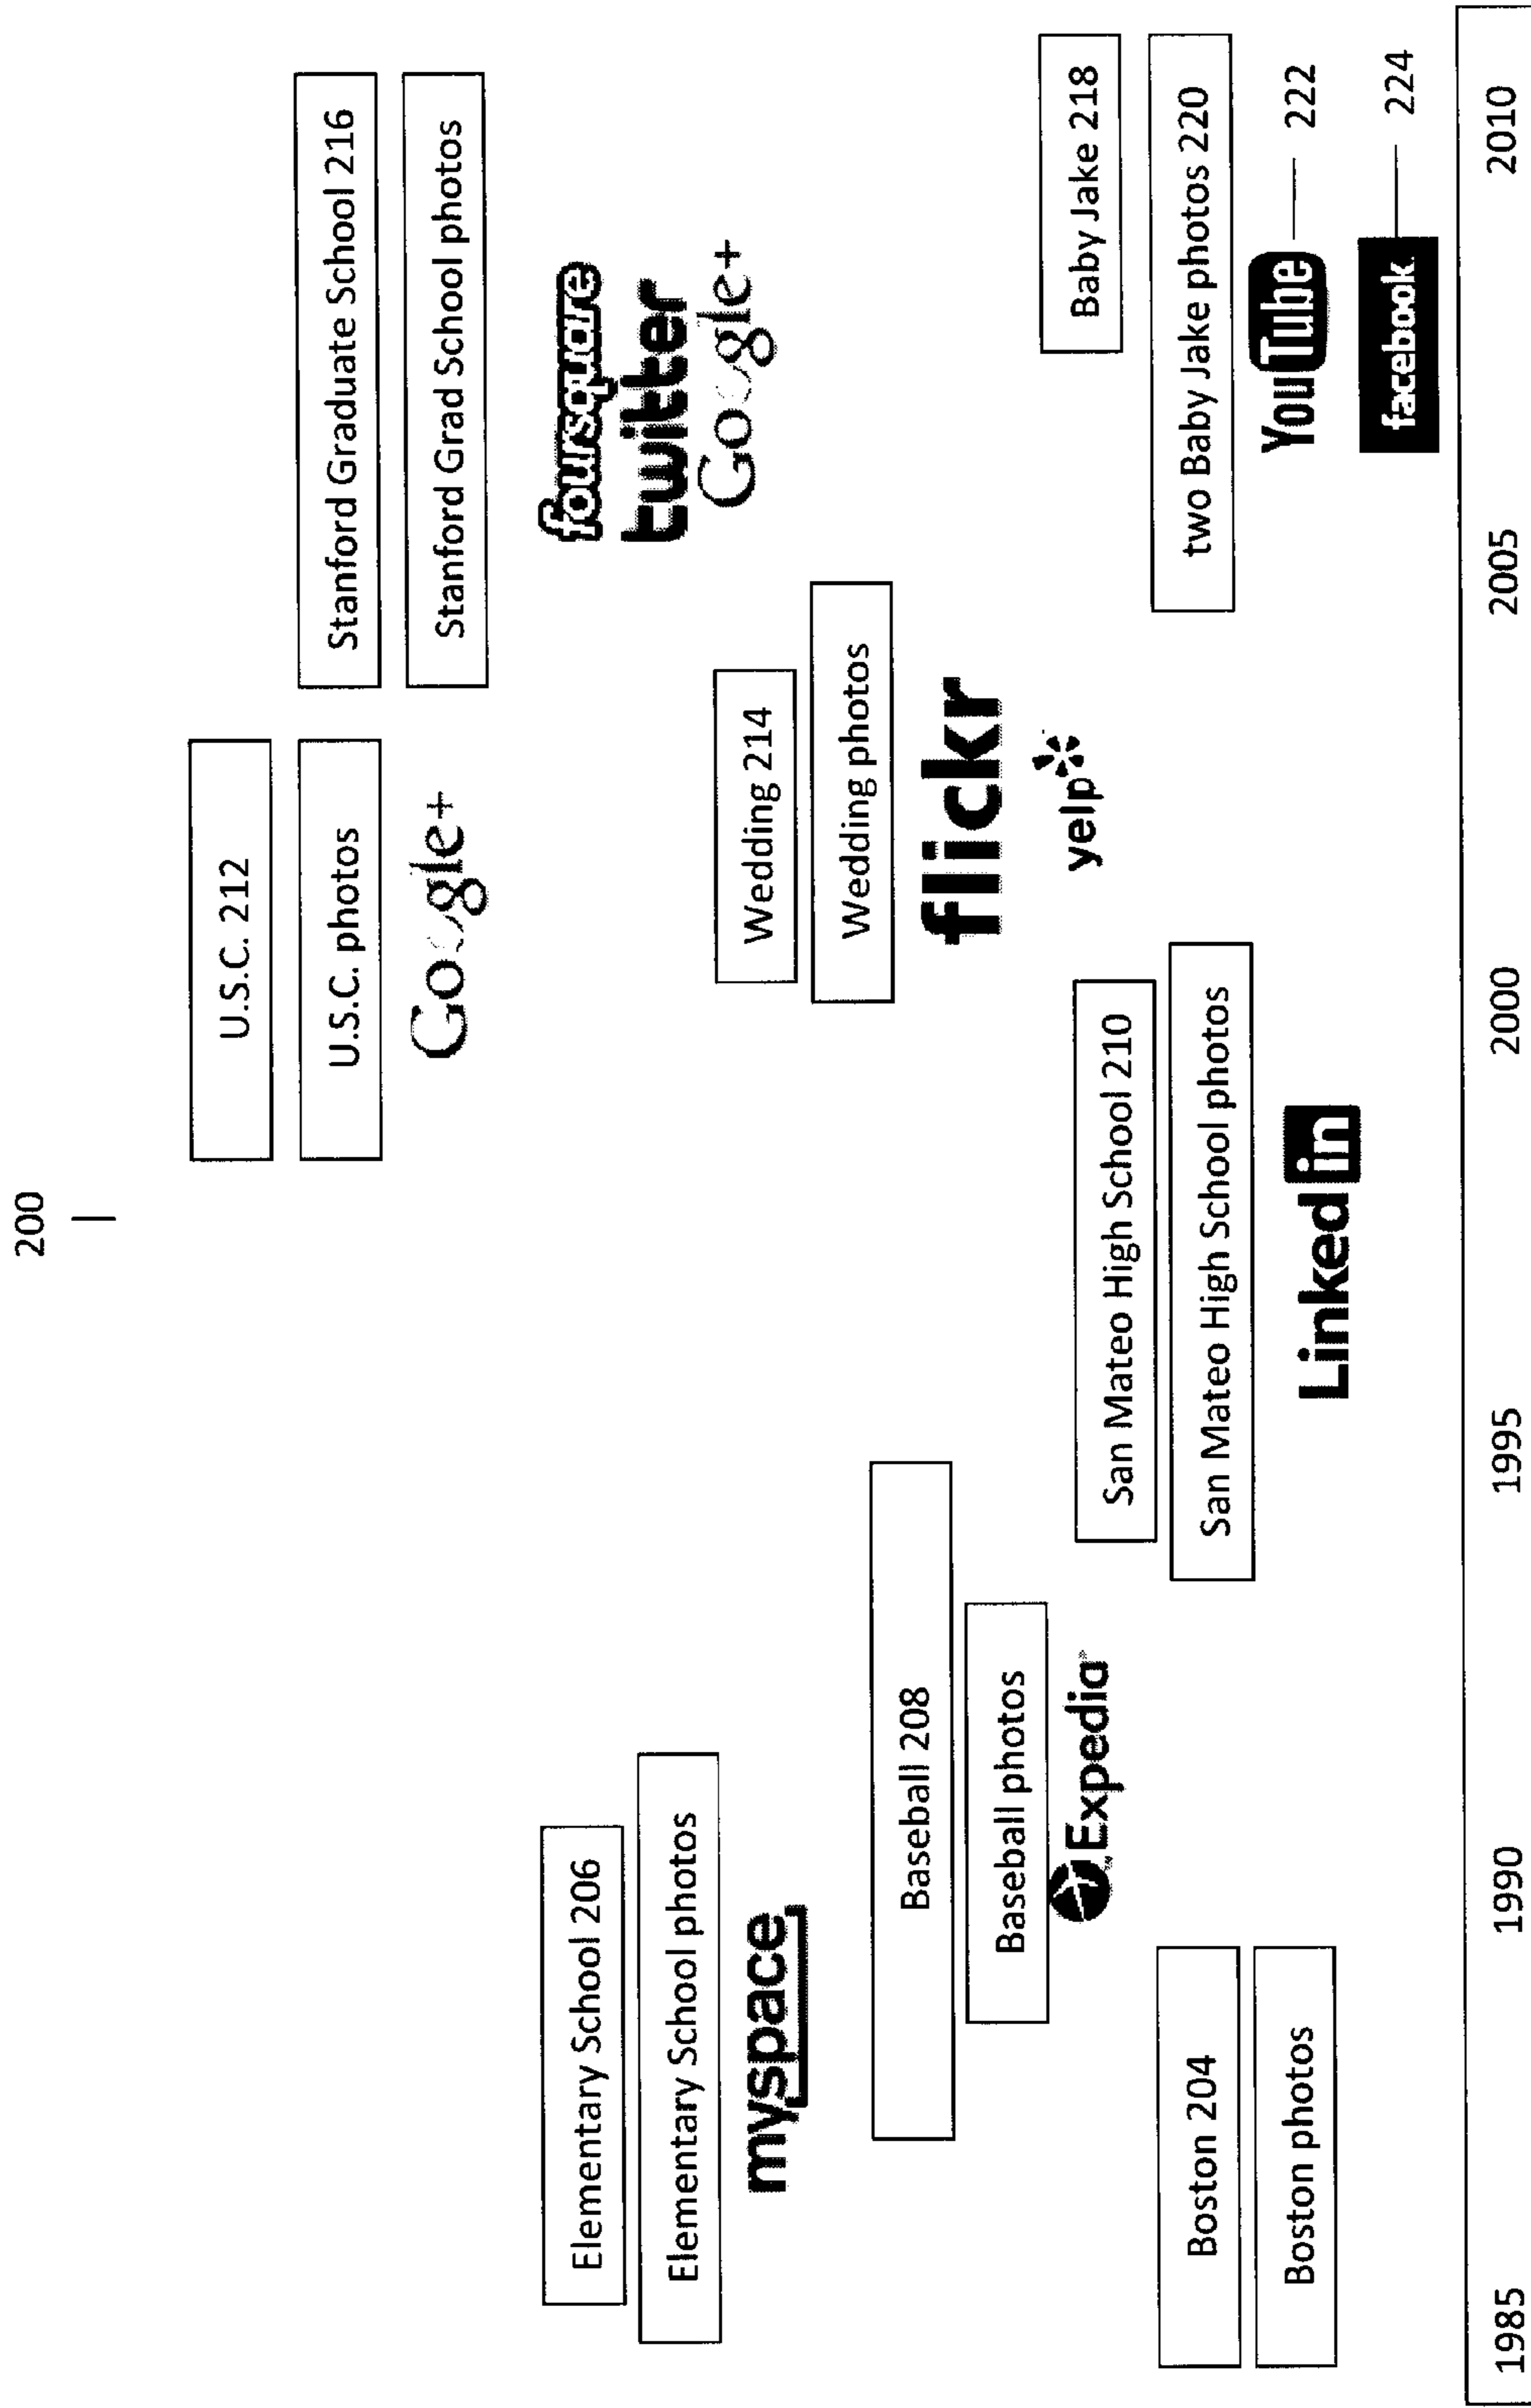 200
U.S.C. 212
U.S.C. photos
Google+
Stanford Graduate School 216
Stanford Grad School photos
foursquare
twitter
Google+
Elementary School 206
Elementary School photos
myspace
Wedding 214
Wedding photos
flickr
yelp
Baseball 208
Baseball photos
Expedia
San Mateo High School 210
San Mateo High School photos
Linked in
Baby Jake 218
two Baby Jake photos 220
YouTube 222
facebook 224
Boston 204
Boston photos
1985 1990 1995 2000 2005 2010